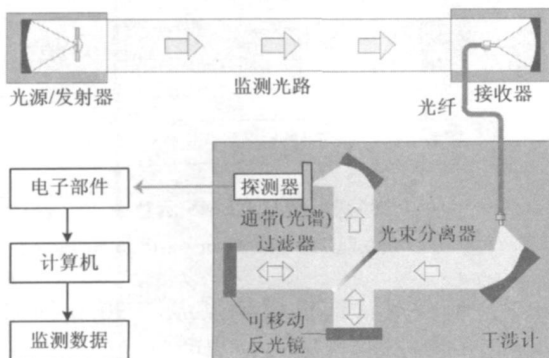 监测光路
光源/发射器
接收器
光纤
电子部件
探测器
通带(光谱)
过滤器
光束分离器
计算机
可移动
反光镜
监测数据
干涉计